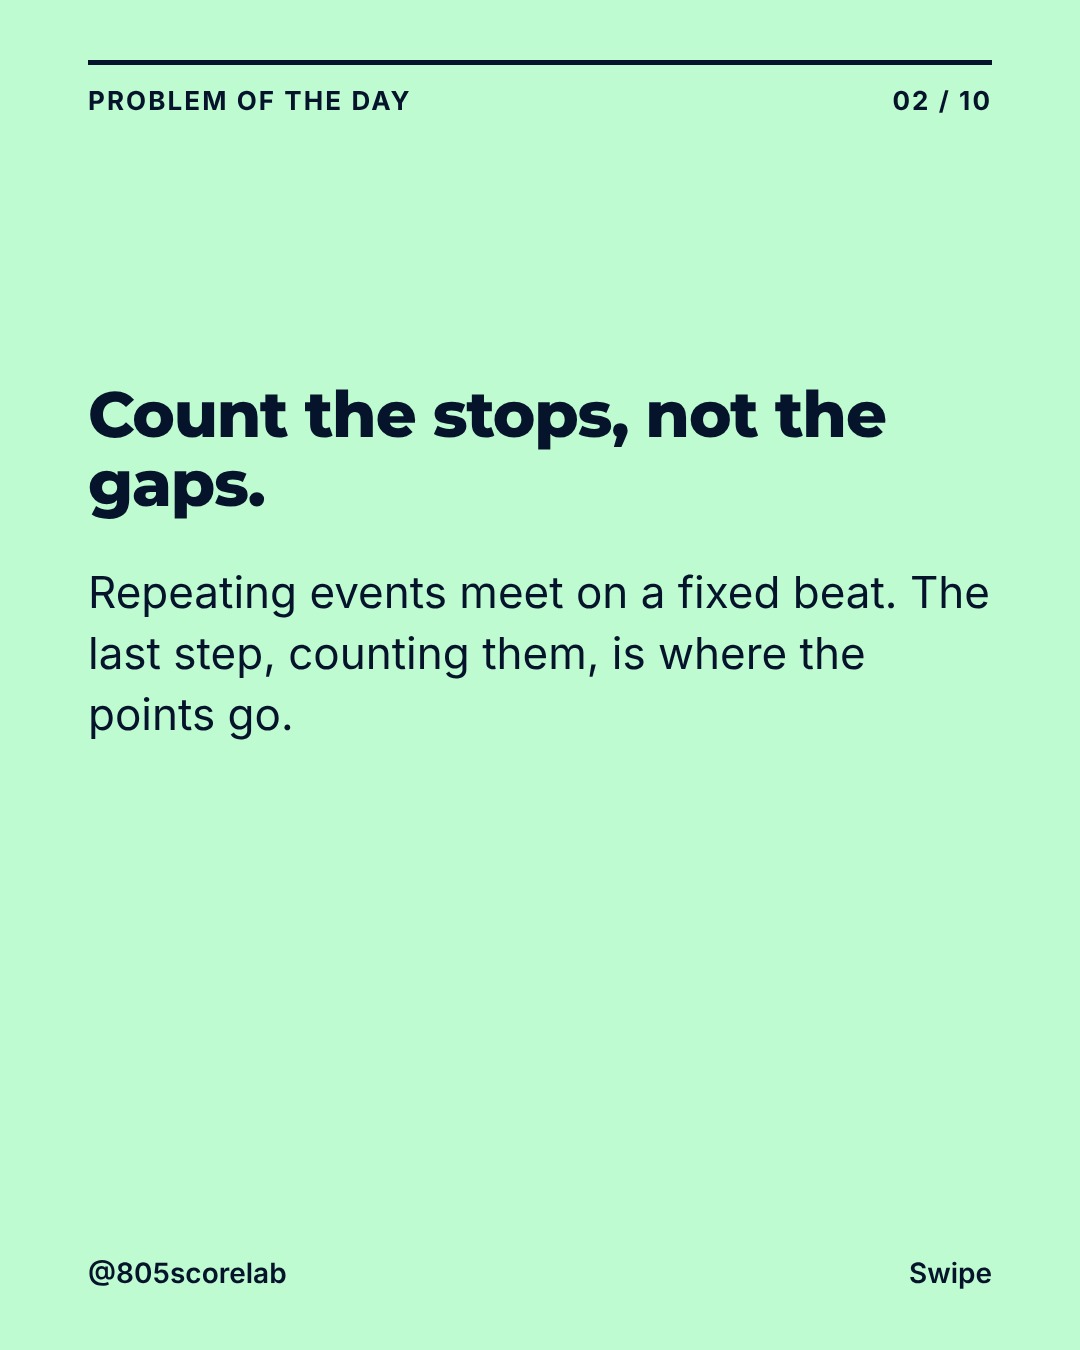 PROBLEM OF THE DAY
02 / 10
Count the stops, not the
gaps.
Repeating events meet on a fixed beat. The
last step, counting them, is where the
points go.
@805scorelab
Swipe